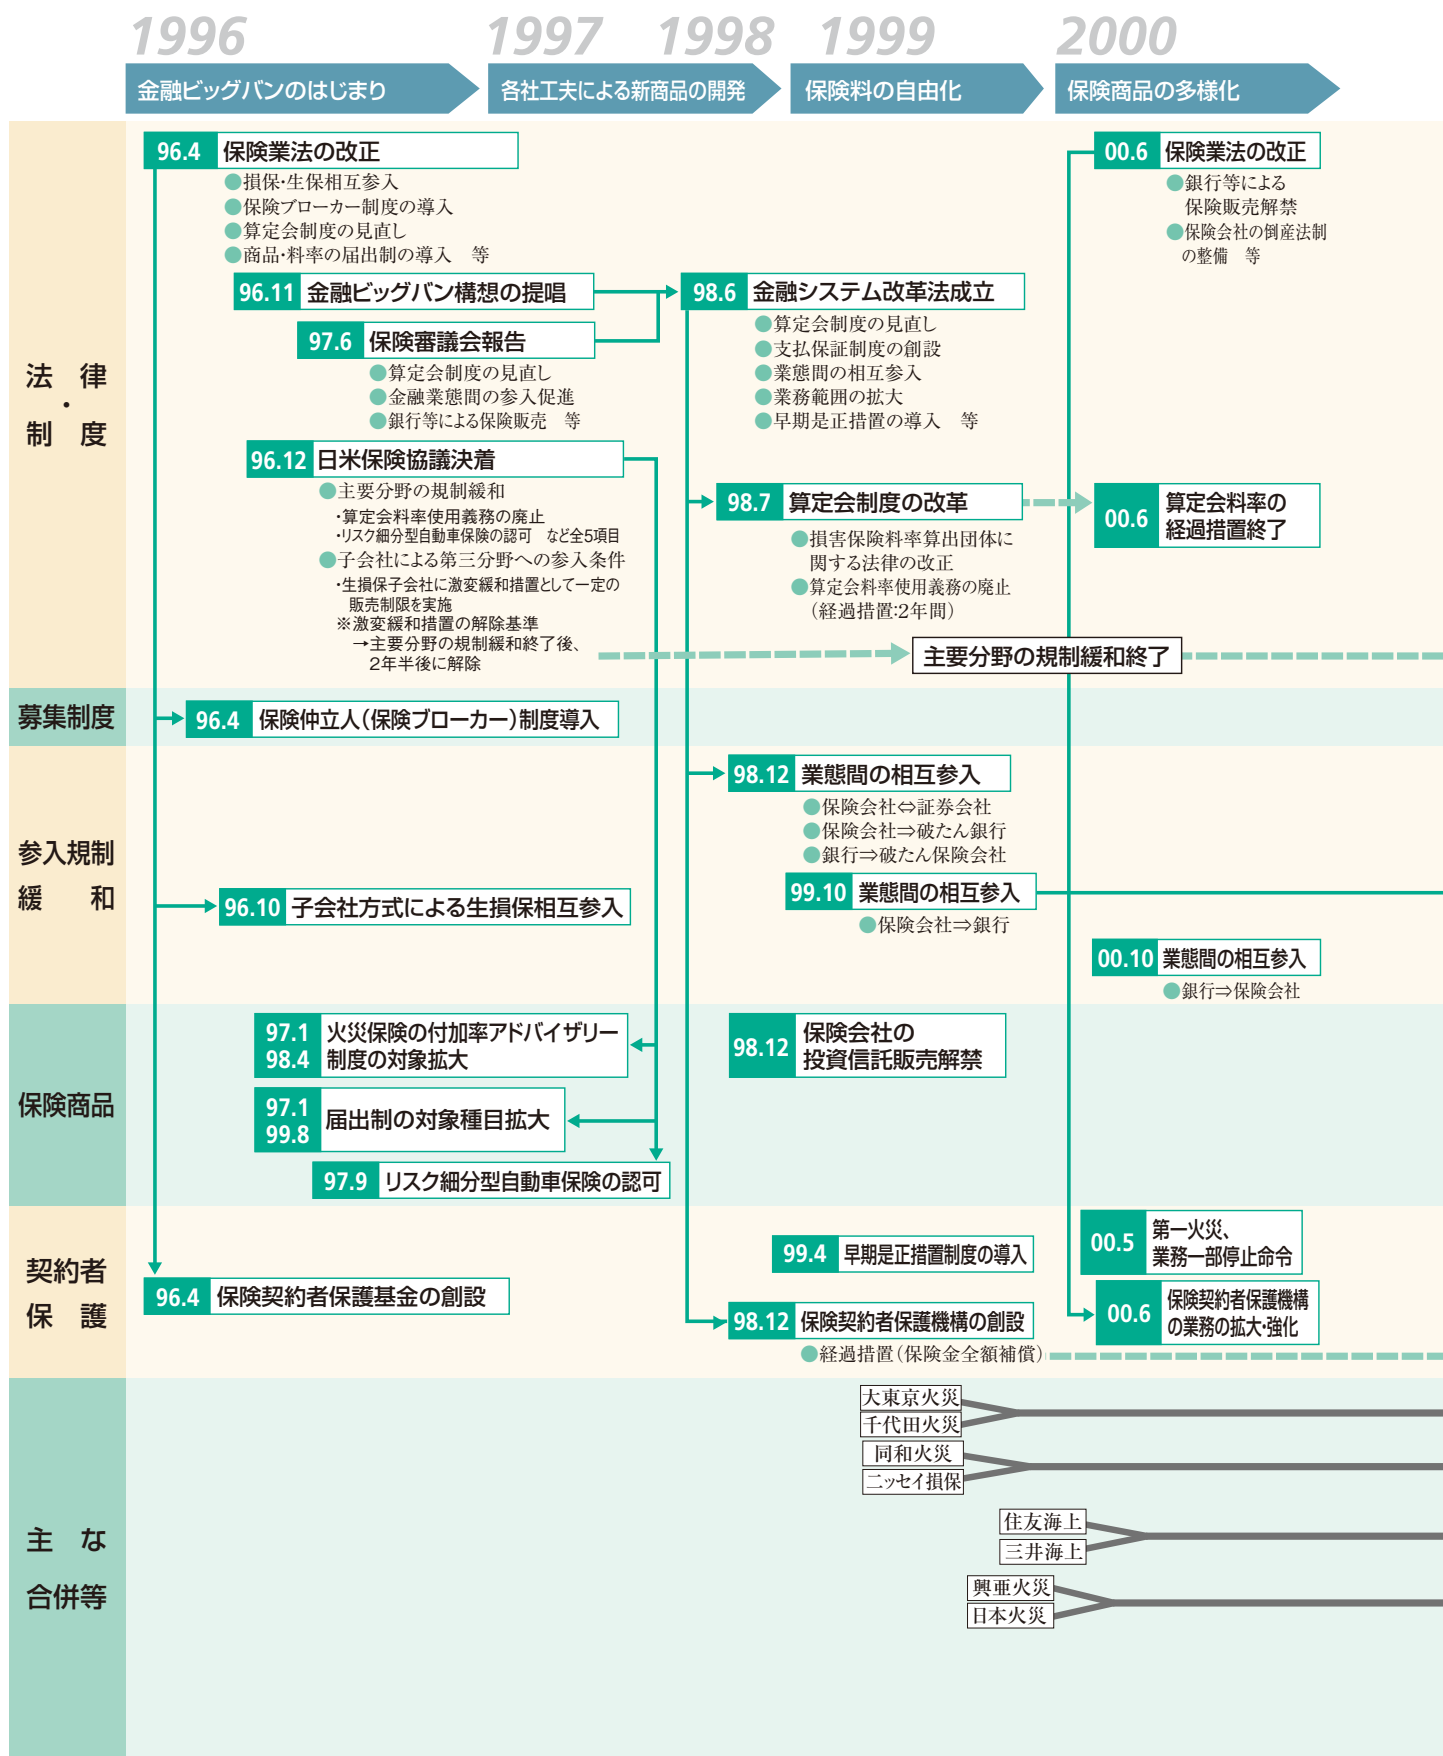 1996
1997
1998
1999
2000
金融ビッグバンのはじまり
各社工夫による新商品の開発
保険料の自由化
保険商品の多様化
法律・制度
96.4 保険業法の改正
●損保・生保相互参入
●保険ブローカー制度の導入
●算定会制度の見直し
●商品・料率の届出制の導入 等
96.11 金融ビッグバン構想の提唱
97.6 保険審議会報告
●算定会制度の見直し
●金融業態間の参入促進
●銀行等による保険販売 等
96.12 日米保険協議決着
●主要分野の規制緩和
・算定会料率使用義務の廃止
・リスク細分型自動車保険の認可 など全5項目
●子会社による第三分野への参入条件
・生損保子会社に激変緩和措置として一定の
販売制限を実施
※激変緩和措置の解除基準
→主要分野の規制緩和終了後、
2年半後に解除
98.6 金融システム改革法成立
●算定会制度の見直し
●支払保証制度の創設
●業態間の相互参入
●業務範囲の拡大
●早期是正措置の導入 等
98.7 算定会制度の改革
●損害保険料率算出団体に
関する法律の改正
●算定会料率使用義務の廃止
(経過措置:2年間)
主要分野の規制緩和終了
00.6 保険業法の改正
●銀行等による
保険販売解禁
●保険会社の倒産法制
の整備 等
00.6 算定会料率の
経過措置終了
募集制度
96.4 保険仲立人(保険ブローカー)制度導入
参入規制
緩和
96.10 子会社方式による生損保相互参入
98.12 業態間の相互参入
●保険会社⇔証券会社
●保険会社⇒破たん銀行
●銀行⇒破たん保険会社
99.10 業態間の相互参入
●保険会社⇒銀行
00.10 業態間の相互参入
●銀行⇒保険会社
保険商品
97.1 火災保険の付加率アドバイザリー
98.4 制度の対象拡大
97.1
99.8
届出制の対象種目拡大
97.9 リスク細分型自動車保険の認可
98.12 保険会社の
投資信託販売解禁
契約者
保護
96.4 保険契約者保護基金の創設
99.4 早期是正措置制度の導入
98.12 保険契約者保護機構の創設
●経過措置(保険金全額補償)
00.5 第一火災、
業務一部停止命令
00.6 保険契約者保護機構
の業務の拡大・強化
主な
合併等
大東京火災
千代田火災
同和火災
ニッセイ損保
住友海上
三井海上
興亜火災
日本火災